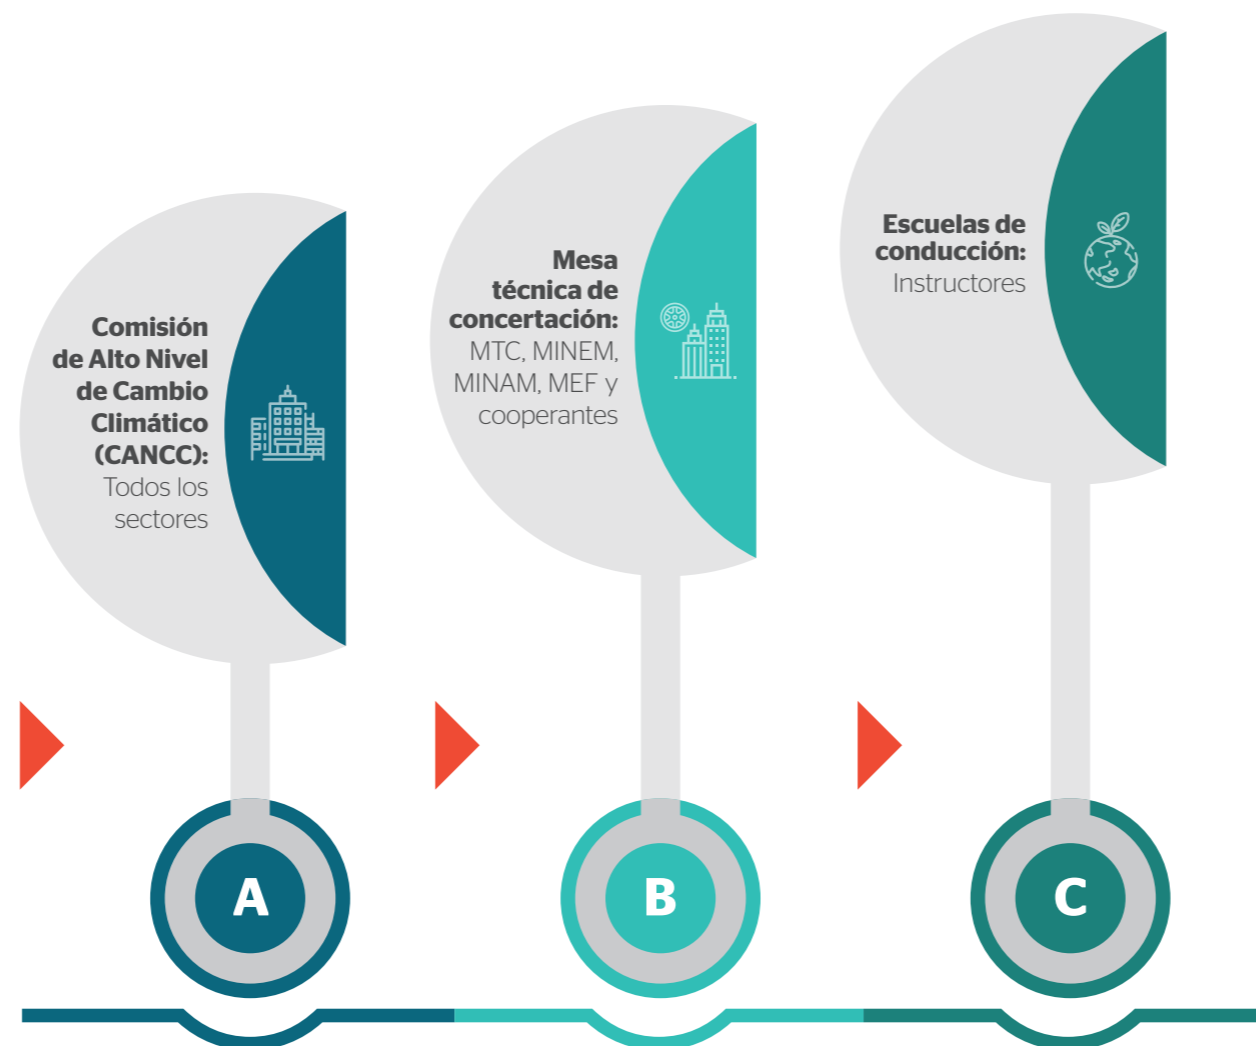 Comisión
de Alto Nivel
de Cambio
Climático
(CANCC):
Todos los
sectores
A
Mesa
técnica de
concertación:
MTC, MINEM,
MINAM, MEF y
cooperantes
B
Escuelas de
conducción:
Instructores
C